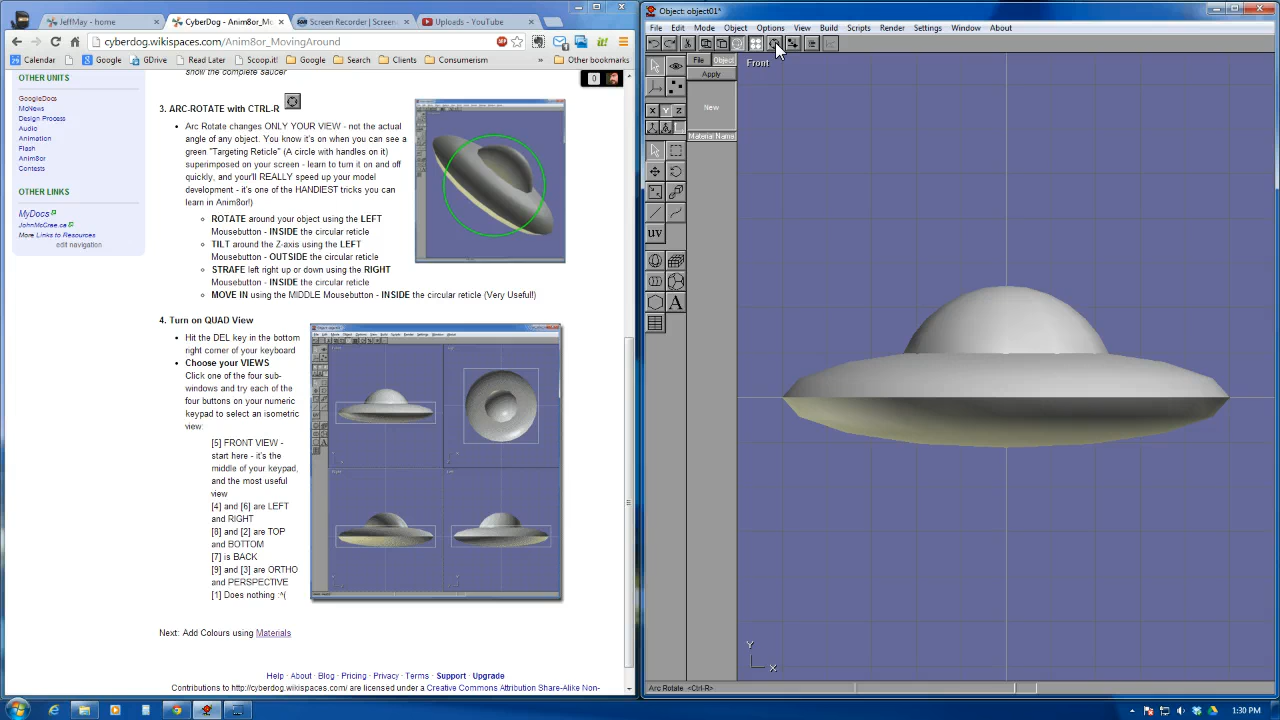 JefMay - home
CyberDog - Anim8or_Mo
Screen Recorder | Screen
Uploads - YouTube
cyberdog.wikispaces.com/Anim8or_MovingAround
Calendar
Google
GDrive
Later
Reader
Search
Clients
Consumerism
»
Other bookmarks
show the complete saucer
0
OTHER UNITS
GoogleDocs
MoNews
Design Process
Audio
Animation
Flash
Anim8or
Contests
OTHER LINKS
MyDocs
JohnMcCrae.ca
More Links to Resources
edit navigation
3. ARC-ROTATE with CTRL-R
Arc Rotate changes ONLY YOUR VIEW - not the actual
angle of any object. You know it's on when you can see a
green "Targeting Reticle" (A circle with handles on it)
superimposed on your screen - learn to turn it on and off
quickly, and you'll REALLY speed up your model
development - it's one of the HANDIEST tricks you can
learn in Anim8or!)
ROTATE around your object using the LEFT
Mousebutton - INSIDE the circular reticle
TILT around the Z-axis using the LEFT
Mousebutton - OUTSIDE the circular reticle
STRAFE left right up or down using the RIGHT
Mousebutton - INSIDE the circular reticle
MOVE IN using the MIDDLE Mousebutton - INSIDE the circular reticle (Very Useful!)
4. Turn on QUAD View
Hit the DEL key in the bottom
right corner of your keyboard
Choose your VIEWS
Click one of the four sub-
windows and try each of the
four buttons on your numeric
keypad to select an isometric
view:
[5] FRONT VIEW -
start here - it's the
middle of your keypad,
and the most useful
view
[4] and [6] are LEFT
and RIGHT
[8] and [2] are TOP
and BOTTOM
[7] is BACK
[9] and [3] are ORTHO
and PERSPECTIVE
[1] Does nothing :^(
Next: Add Colours using Materials
Help · About · Blog · Pricing · Privacy · Terms · Support · Upgrade
Contributions to http://cyberdog.wikispaces.com/ are licensed under a Creative Commons Attribution Share-Alike Non-
Object: object01*
File Edit Mode Object Options View Build Scripts Render Settings Window About
File Object
Apply
New
Material Name
X Y Z
uv
A
Front
Y
X
Arc Rotate <Ctrl-R>
1:30 PM